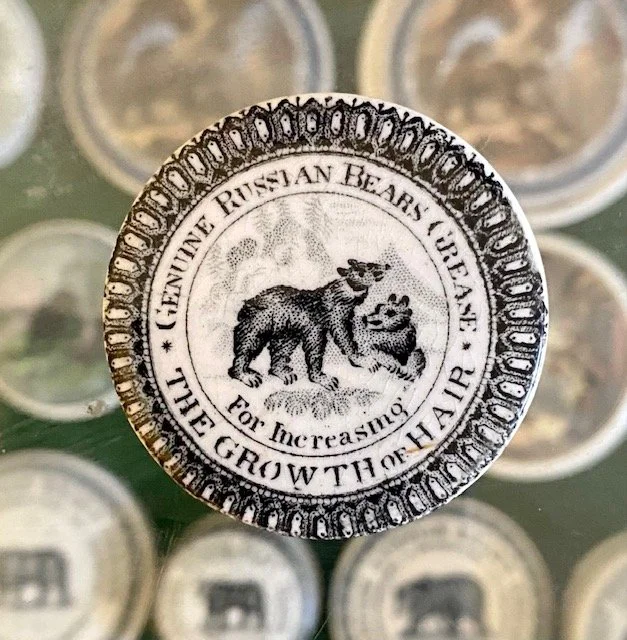 GENUINE RUSSIAN BEARS GREASE
For Increasing
THE GROWTH OF HAIR